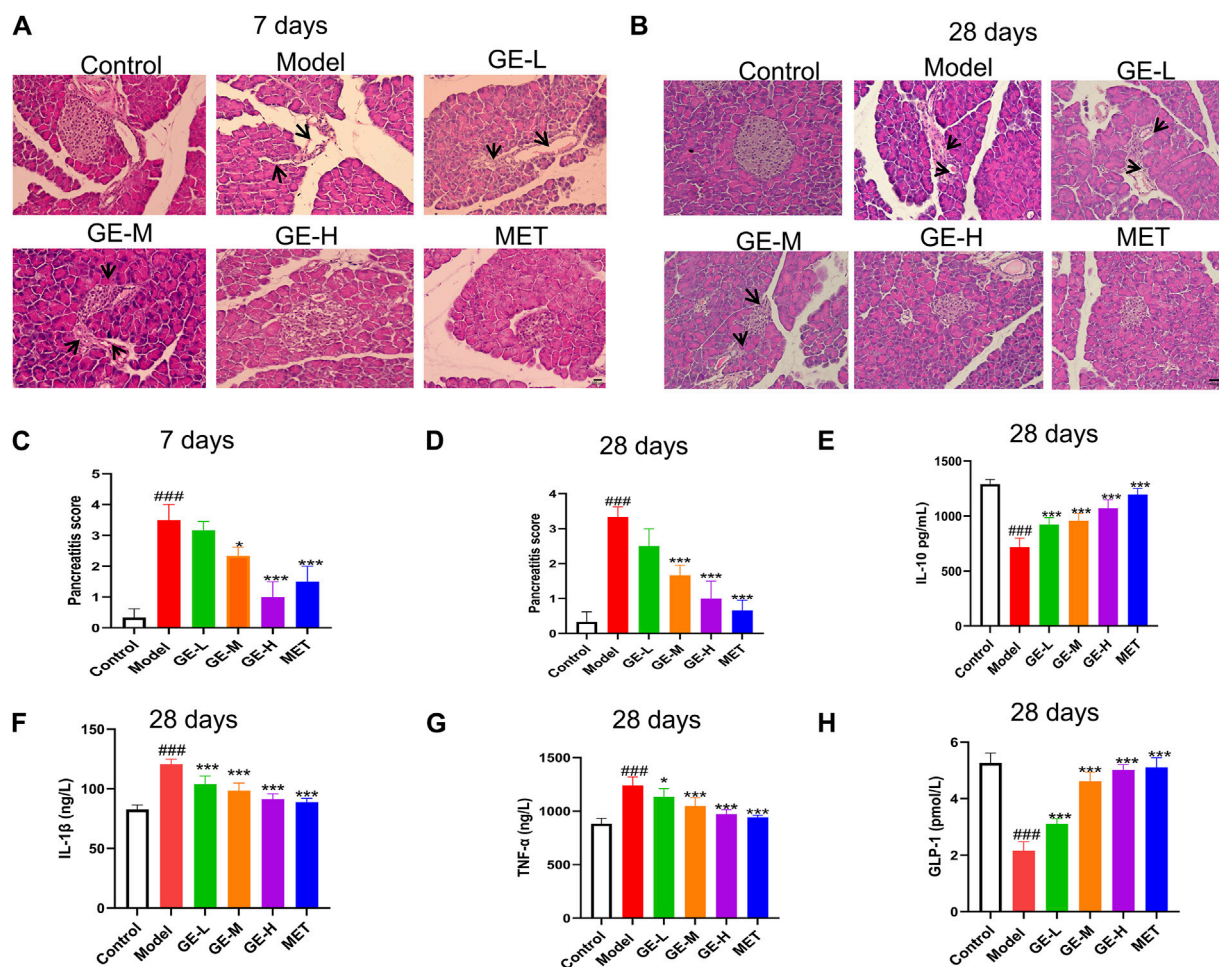 A
7 days
Control
Model
GE-L
GE-M
GE-H
MET
B
28 days
Control
Model
GE-L
GE-M
GE-H
MET
C
7 days
Pancreatitis score
5
4
3
2
1
0
###
*
***
***
Control
Model
GE-L
GE-M
GE-H
MET
D
28 days
Pancreatitis score
4
3
2
1
0
###
***
***
***
Control
Model
GE-L
GE-M
GE-H
MET
E
28 days
IL-10 pg/mL
1500
1000
500
0
###
***
***
***
***
Control
Model
GE-L
GE-M
GE-H
MET
F
28 days
IL-1β (ng/L)
150
100
50
0
###
***
***
***
***
Control
Model
GE-L
GE-M
GE-H
MET
G
28 days
TNF-α (ng/L)
1500
1000
500
0
###
*
***
***
***
Control
Model
GE-L
GE-M
GE-H
MET
H
28 days
GLP-1 (pmol/L)
6
4
2
0
###
***
***
***
***
Control
Model
GE-L
GE-M
GE-H
MET